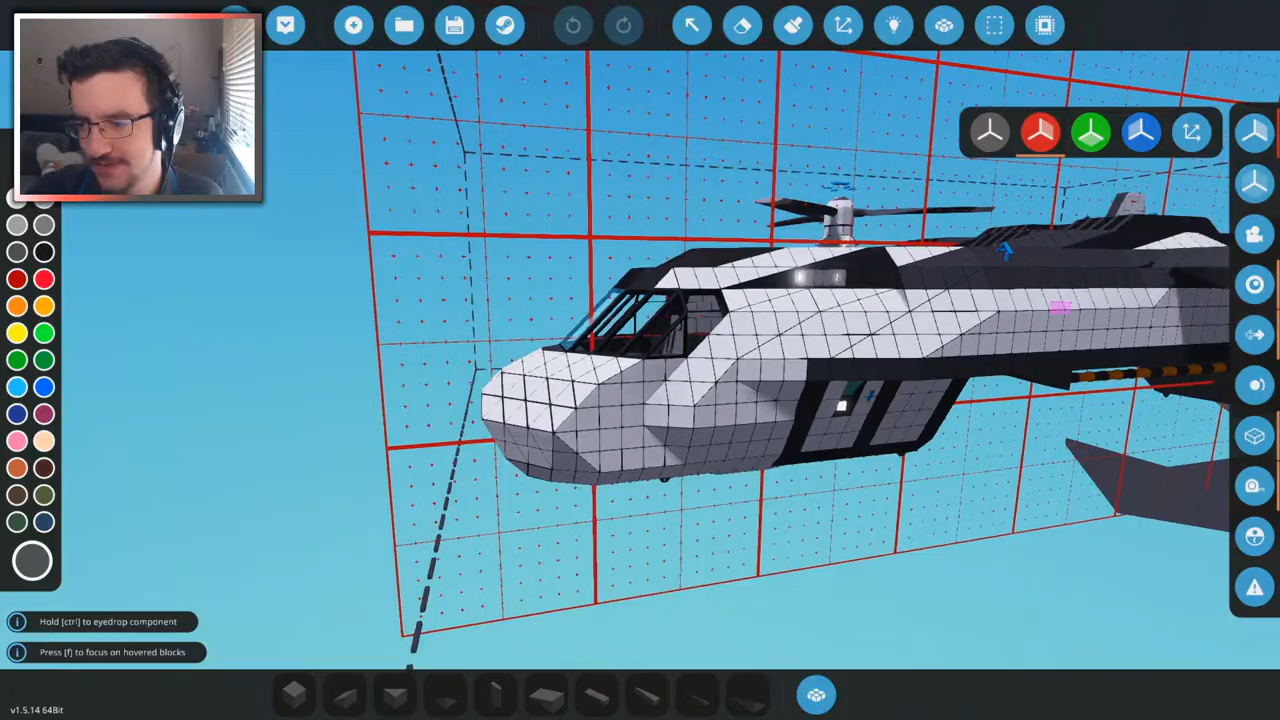 Hold [ctrl] to eyedrop component
Press [f] to focus on hovered blocks
v1.5.14 64Bit